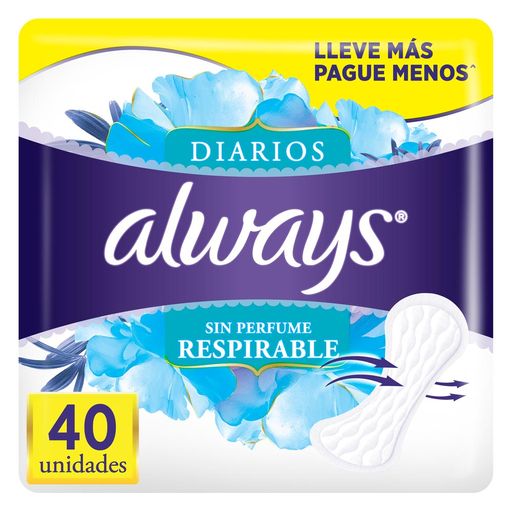 LLEVE MÁS
PAGUE MENOS^
DIARIOS
always®
SIN PERFUME
RESPIRABLE
40
unidades